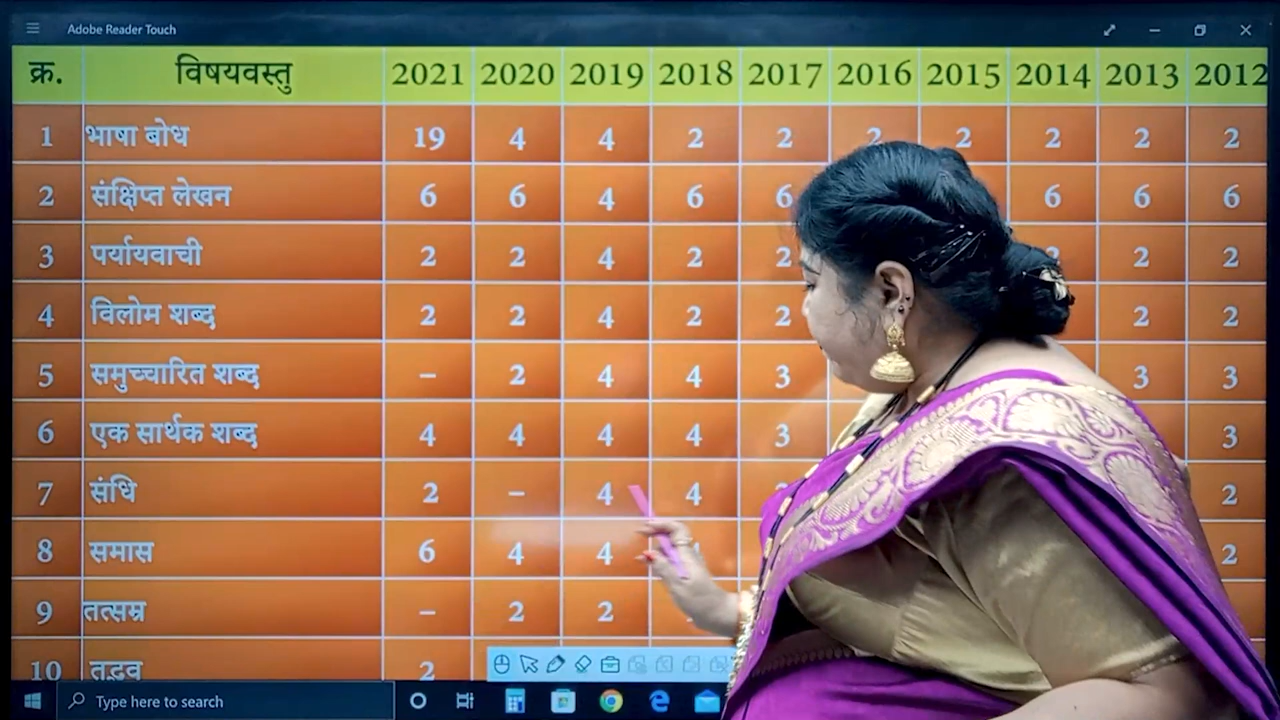 Adobe Reader Touch
क्र. विषयवस्तु 2021 2020 2019 2018 2017 2016 2015 2014 2013 2012
1 भाषा बोध 19 4 4 2 2 2 2 2 2 2
2 संक्षिप्त लेखन 6 6 4 6 6 6 6 6
3 पर्यायवाची 2 2 4 2 2 2 2 2
4 विलोम शब्द 2 2 4 2 2 2 2
5 समुच्चारित शब्द – 2 4 4 3 3 3
6 एक सार्थक शब्द 4 4 4 4 3 3
7 संधि 2 – 4 4 2
8 समास 6 4 4 2
9 तत्सम – 2 2
10 तद्भव 2
Type here to search